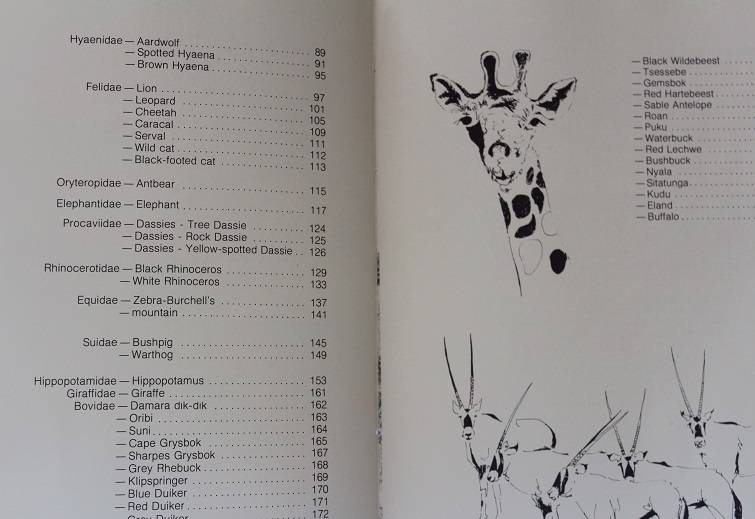 Hyaenidae — Aardwolf .................... 89
— Spotted Hyaena .................... 91
— Brown Hyaena .................... 95
Felidae — Lion .................... 97
— Leopard .................... 101
— Cheetah .................... 105
— Caracal .................... 109
— Serval .................... 111
— Wild cat .................... 112
— Black-footed cat .................... 113
Oryteropidae — Antbear .................... 115
Elephantidae — Elephant .................... 117
Procaviidae — Dassies - Tree Dassie .......... 124
— Dassies - Rock Dassie .......... 125
— Dassies - Yellow-spotted Dassie .. 126
Rhinocerotidae — Black Rhinoceros .............. 129
— White Rhinoceros .............. 133
Equidae — Zebra-Burchell's .............. 137
— mountain .................... 141
Suidae — Bushpig .................... 145
— Warthog .................... 149
Hippopotamidae — Hippopotamus ................ 153
Giraffidae — Giraffe .................... 161
Bovidae — Damara dik-dik .............. 162
— Oribi .................... 163
— Suni .................... 164
— Cape Grysbok .............. 165
— Sharpes Grysbok ............ 167
— Grey Rhebuck .............. 168
— Klipspringer .............. 169
— Blue Duiker .............. 170
— Red Duiker .............. 171
— Grey Duiker .............. 172
— Black Wildebeest .....
— Tsessebe ..........
— Gemsbok ..........
— Red Hartebeest ......
— Sable Antelope ......
— Roan ............
— Puku ............
— Waterbuck ........
— Red Lechwe ........
— Bushbuck ..........
— Nyala ............
— Sitatunga ..........
— Kudu ............
— Eland ............
— Buffalo ..........